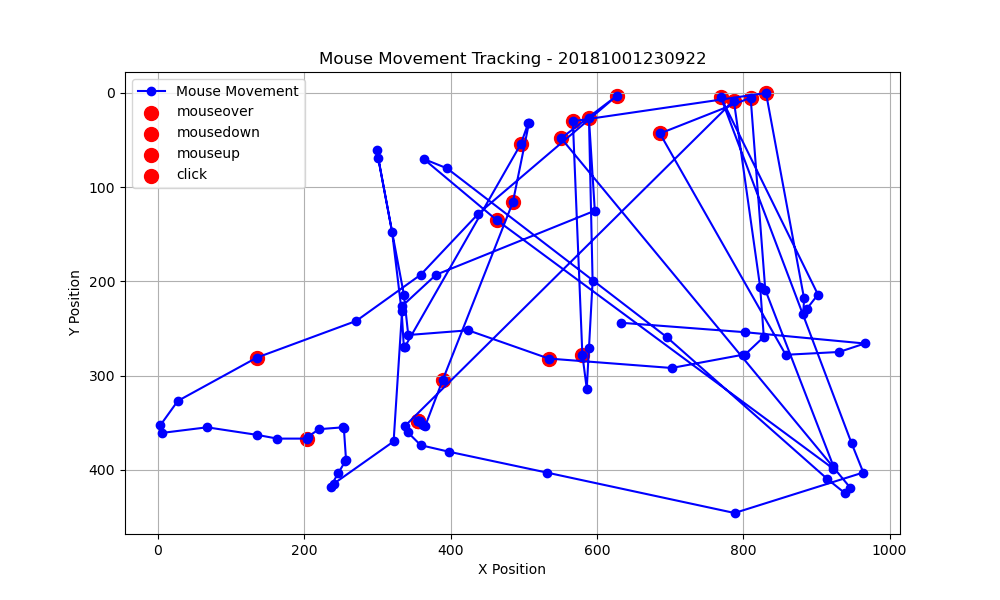 Mouse Movement Tracking - 20181001230922
Mouse Movement
mouseover
mousedown
mouseup
click
0
100
200
300
400
Y Position
0 200 400 600 800 1000
X Position